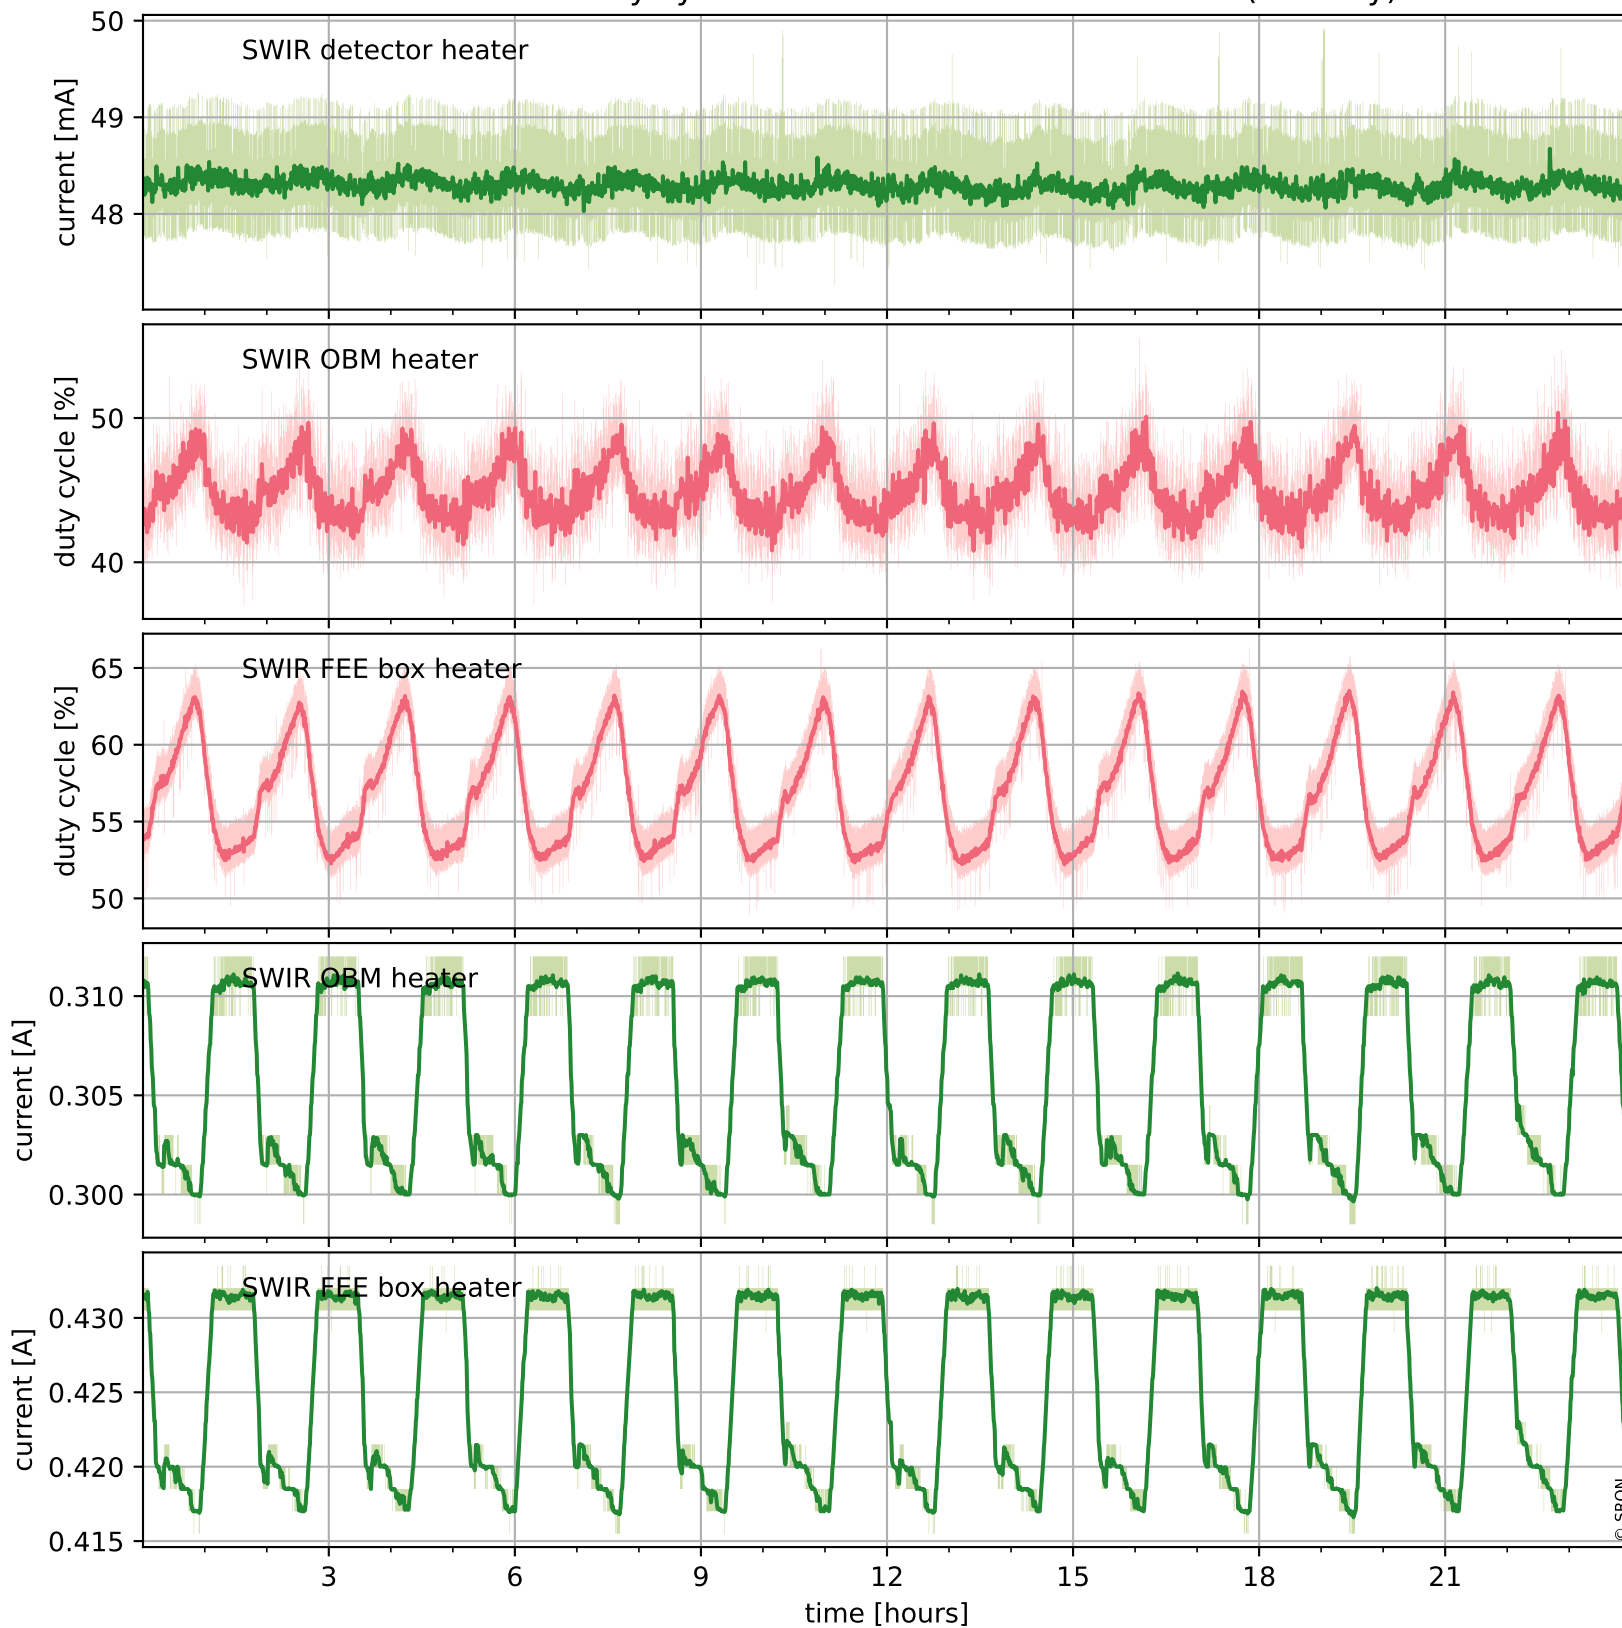 50
SWIR detector heater
49
48
current [mA]
SWIR OBM heater
50
40
duty cycle [%]
65
SWIR FEE box heater
60
55
50
duty cycle [%]
SWIR OBM heater
0.310
0.305
0.300
current [A]
SWIR FEE box heater
0.430
0.425
0.420
0.415
current [A]
© SRON
3 6 9 12 15 18 21
time [hours]